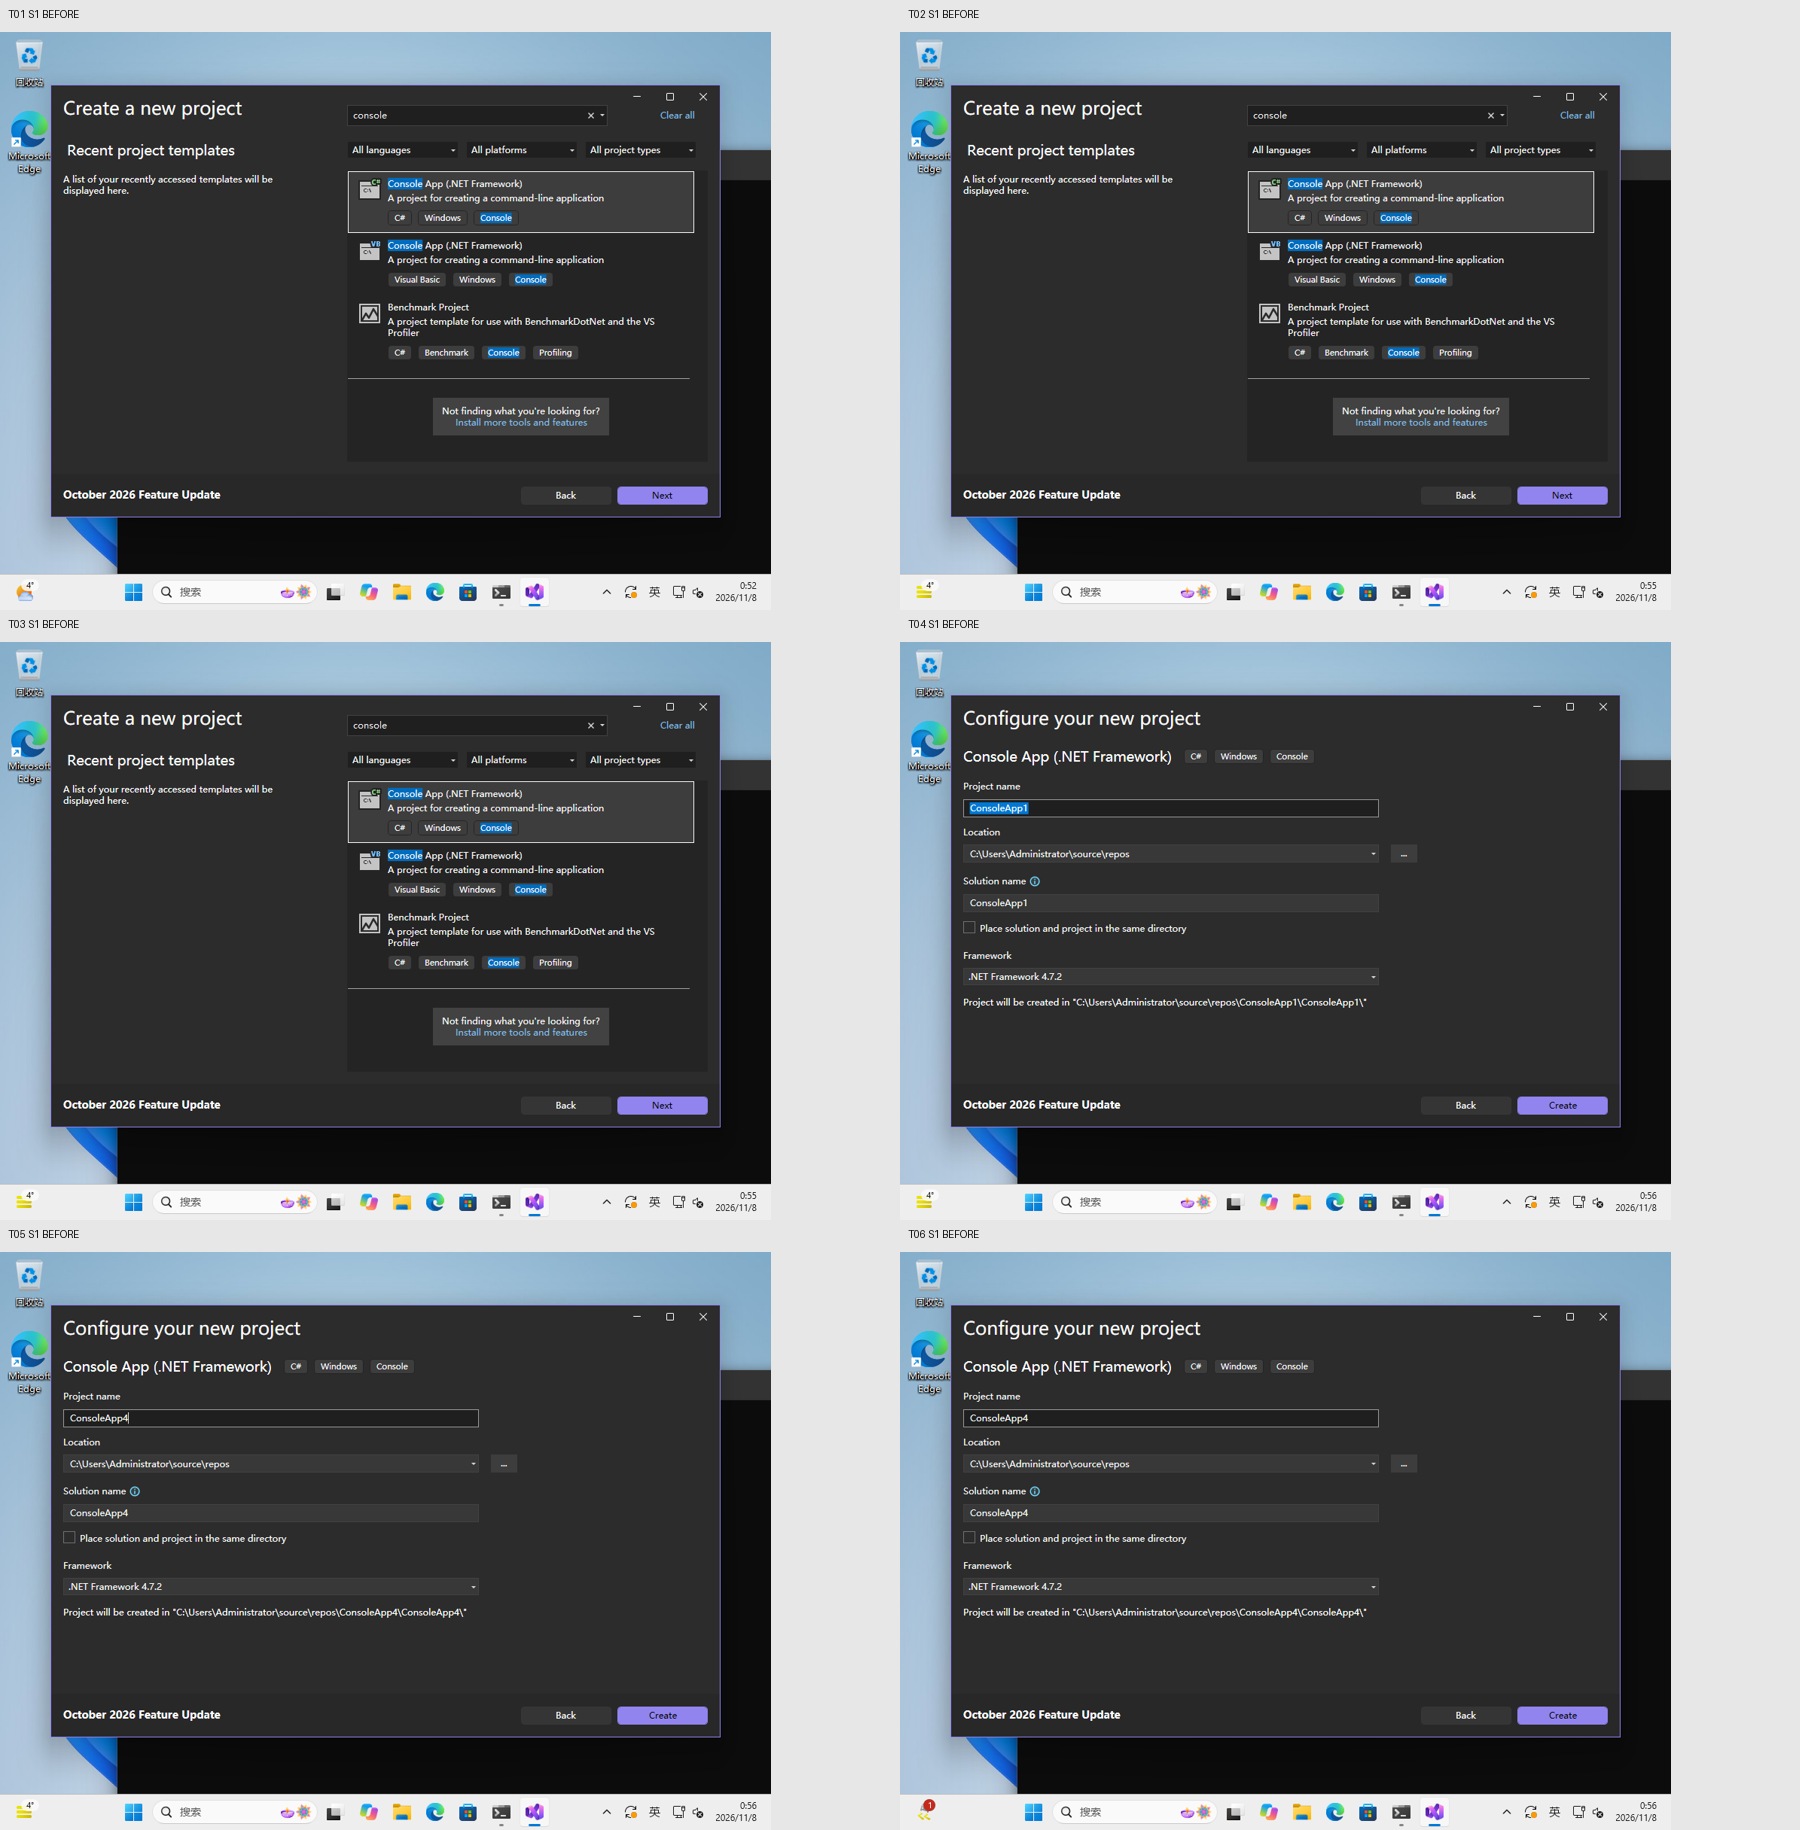 T01 S1 BEFORE
回收站
Microsoft Edge
Create a new project
console
Clear all
Recent project templates
All languages
All platforms
All project types
A list of your recently accessed templates will be
displayed here.
Console App (.NET Framework)
A project for creating a command-line application
C#
Windows
Console
Console App (.NET Framework)
A project for creating a command-line application
Visual Basic
Windows
Console
Benchmark Project
A project template for use with BenchmarkDotNet and the VS
Profiler
C#
Benchmark
Console
Profiling
Not finding what you're looking for?
Install more tools and features
October 2026 Feature Update
Back
Next
4°
搜索
英
0:52
2026/11/8
T02 S1 BEFORE
回收站
Microsoft Edge
Create a new project
console
Clear all
Recent project templates
All languages
All platforms
All project types
A list of your recently accessed templates will be
displayed here.
Console App (.NET Framework)
A project for creating a command-line application
C#
Windows
Console
Console App (.NET Framework)
A project for creating a command-line application
Visual Basic
Windows
Console
Benchmark Project
A project template for use with BenchmarkDotNet and the VS
Profiler
C#
Benchmark
Console
Profiling
Not finding what you're looking for?
Install more tools and features
October 2026 Feature Update
Back
Next
4°
搜索
英
0:55
2026/11/8
T03 S1 BEFORE
回收站
Microsoft Edge
Create a new project
console
Clear all
Recent project templates
All languages
All platforms
All project types
A list of your recently accessed templates will be
displayed here.
Console App (.NET Framework)
A project for creating a command-line application
C#
Windows
Console
Console App (.NET Framework)
A project for creating a command-line application
Visual Basic
Windows
Console
Benchmark Project
A project template for use with BenchmarkDotNet and the VS
Profiler
C#
Benchmark
Console
Profiling
Not finding what you're looking for?
Install more tools and features
October 2026 Feature Update
Back
Next
4°
搜索
英
0:55
2026/11/8
T04 S1 BEFORE
回收站
Microsoft Edge
Configure your new project
Console App (.NET Framework)
C#
Windows
Console
Project name
ConsoleApp1
Location
C:\Users\Administrator\source\repos
...
Solution name
ConsoleApp1
Place solution and project in the same directory
Framework
.NET Framework 4.7.2
Project will be created in "C:\Users\Administrator\source\repos\ConsoleApp1\ConsoleApp1\"
October 2026 Feature Update
Back
Create
4°
搜索
英
0:56
2026/11/8
T05 S1 BEFORE
回收站
Microsoft Edge
Configure your new project
Console App (.NET Framework)
C#
Windows
Console
Project name
ConsoleApp4
Location
C:\Users\Administrator\source\repos
...
Solution name
ConsoleApp4
Place solution and project in the same directory
Framework
.NET Framework 4.7.2
Project will be created in "C:\Users\Administrator\source\repos\ConsoleApp4\ConsoleApp4\"
October 2026 Feature Update
Back
Create
4°
搜索
英
0:56
2026/11/8
T06 S1 BEFORE
回收站
Microsoft Edge
Configure your new project
Console App (.NET Framework)
C#
Windows
Console
Project name
ConsoleApp4
Location
C:\Users\Administrator\source\repos
...
Solution name
ConsoleApp4
Place solution and project in the same directory
Framework
.NET Framework 4.7.2
Project will be created in "C:\Users\Administrator\source\repos\ConsoleApp4\ConsoleApp4\"
October 2026 Feature Update
Back
Create
1
搜索
英
0:56
2026/11/8